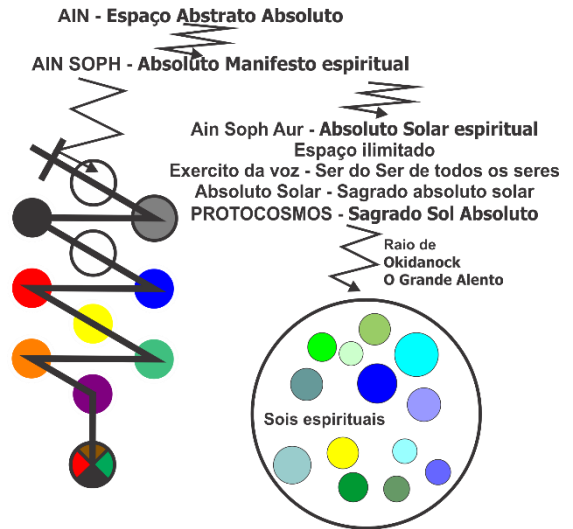 AIN - Espaço Abstrato Absoluto
AIN SOPH - Absoluto Manifesto espiritual
Ain Soph Aur - Absoluto Solar espiritual
Espaço ilimitado
Exercito da voz - Ser do Ser de todos os seres
Absoluto Solar - Sagrado absoluto solar
PROTOCOSMOS - Sagrado Sol Absoluto
Raio de
Okidanock
O Grande Alento
Sois espirituais